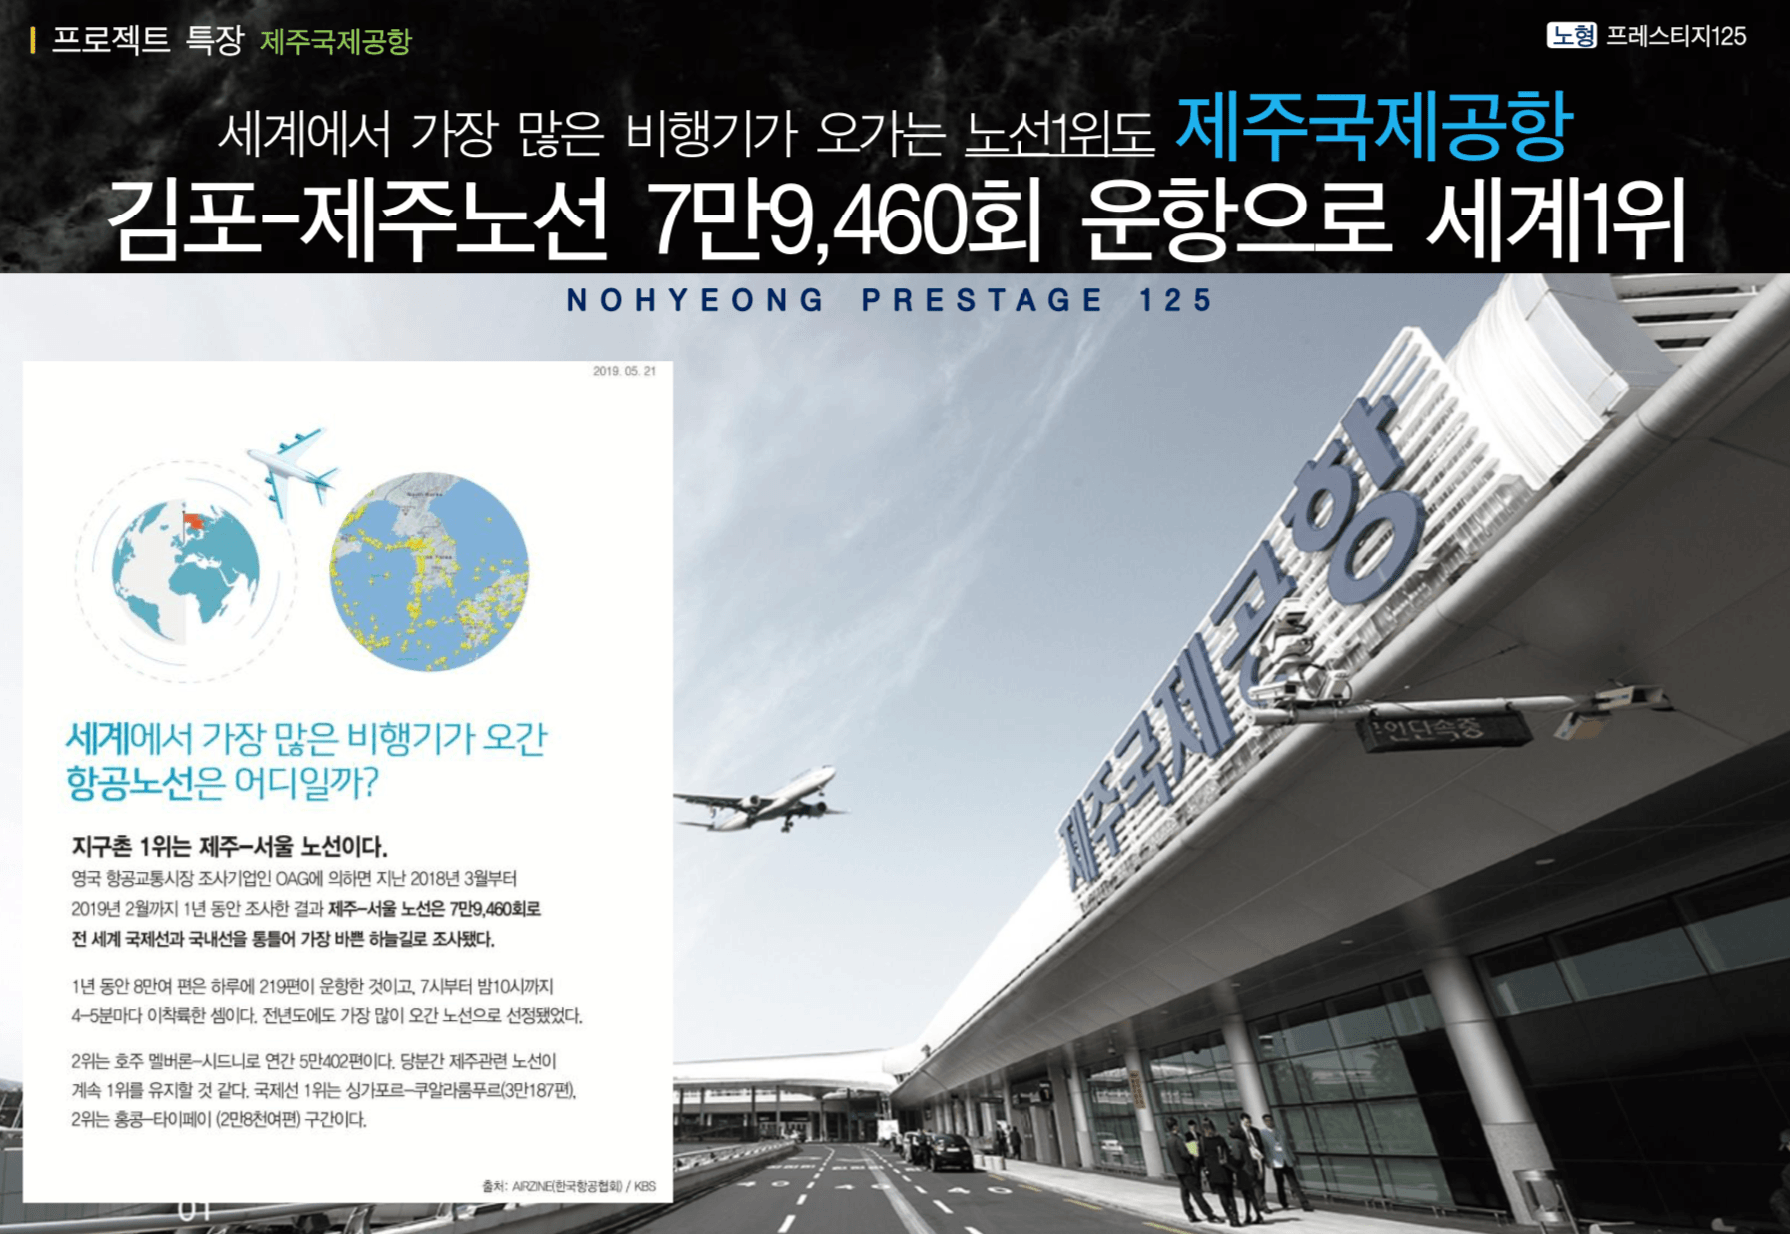 프로젝트 특장 제주국제공항
노형 프레스티지125
세계에서 가장 많은 비행기가 오가는 노선1위도 제주국제공항
김포-제주노선 7만9,460회 운항으로 세계1위
NOHYEONG PRESTAGE 125
2019. 05. 21
세계에서 가장 많은 비행기가 오간
항공노선은 어디일까?
지구촌 1위는 제주-서울 노선이다.
영국 항공교통시장 조사기업인 OAG에 의하면 지난 2018년 3월부터
2019년 2월까지 1년 동안 조사한 결과 제주-서울 노선은 7만9,460회로
전 세계 국제선과 국내선을 통틀어 가장 바쁜 하늘길로 조사됐다.
1년 동안 8만여 편은 하루에 219편이 운항한 것이고, 7시부터 밤10시까지
4-5분마다 이착륙한 셈이다. 전년도에도 가장 많이 오간 노선으로 선정됐었다.
2위는 호주 멜버른-시드니로 연간 5만402편이다. 당분간 제주관련 노선이
계속 1위를 유지할 것 같다. 국제선 1위는 싱가포르-쿠알라룸푸르(3만187편),
2위는 홍콩-타이페이 (2만8천여편) 구간이다.
출처: AIRZINE(한국항공협회) / KBS
제주국제공항
인단속중
40 40 40
01